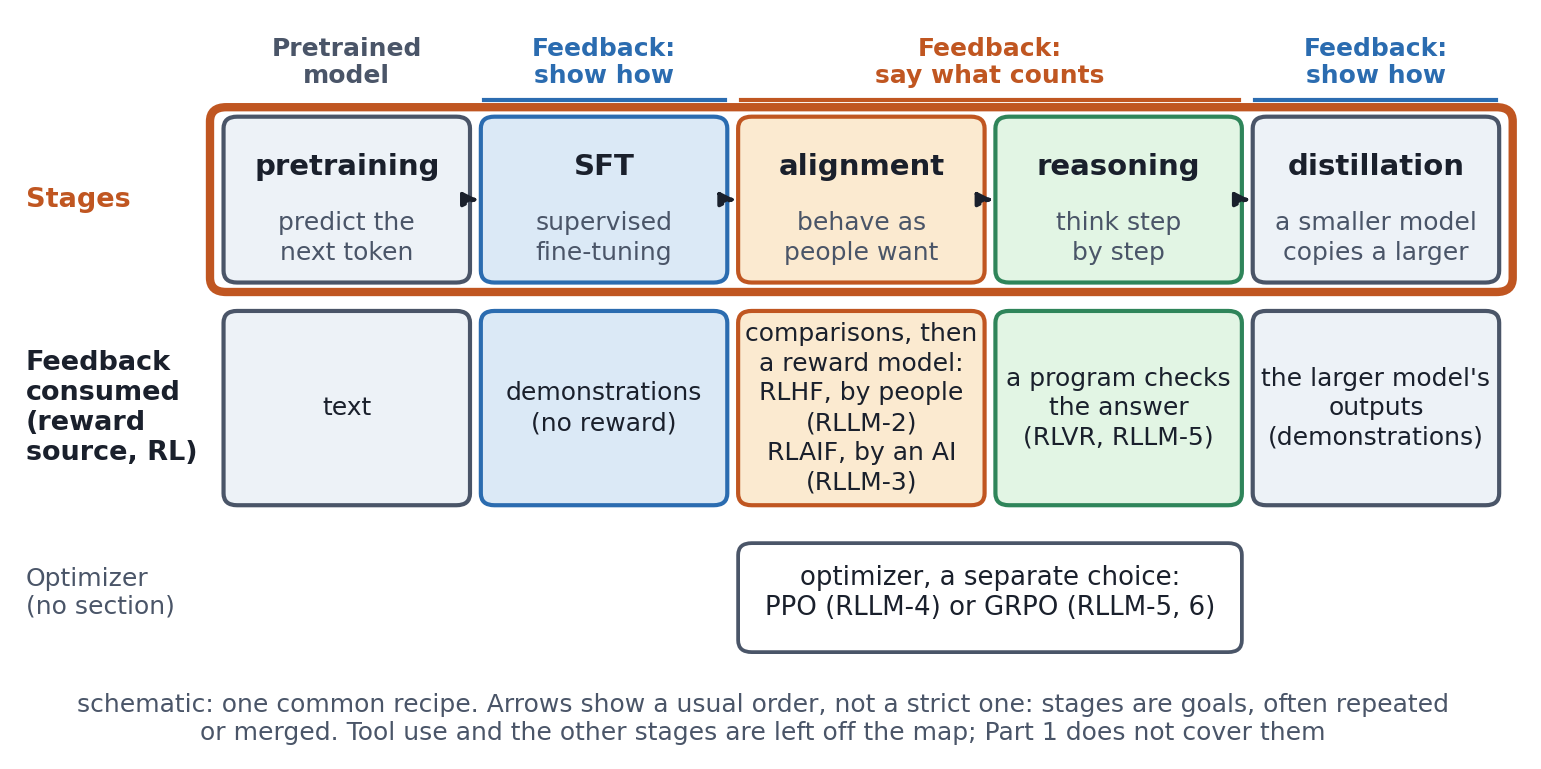 Pretrained
model
Feedback:
show how
Feedback:
say what counts
Feedback:
show how
Stages
pretraining
predict the
next token
SFT
supervised
fine-tuning
alignment
behave as
people want
reasoning
think step
by step
distillation
a smaller model
copies a larger
Feedback
consumed
(reward
source, RL)
text
demonstrations
(no reward)
comparisons, then
a reward model:
RLHF, by people
(RLLM-2)
RLAIF, by an AI
(RLLM-3)
a program checks
the answer
(RLVR, RLLM-5)
the larger model's
outputs
(demonstrations)
Optimizer
(no section)
optimizer, a separate choice:
PPO (RLLM-4) or GRPO (RLLM-5, 6)
schematic: one common recipe. Arrows show a usual order, not a strict one: stages are goals, often repeated
or merged. Tool use and the other stages are left off the map; Part 1 does not cover them